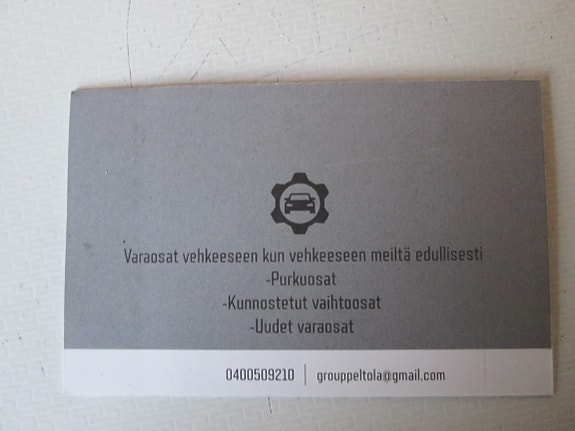 Varaosat vehkeeseen kun vehkeeseen meiltä edullisesti
-Purkuosat
-Kunnostetut vaihtoosat
-Uudet varaosat
0400509210 | grouppeltola@gmail.com